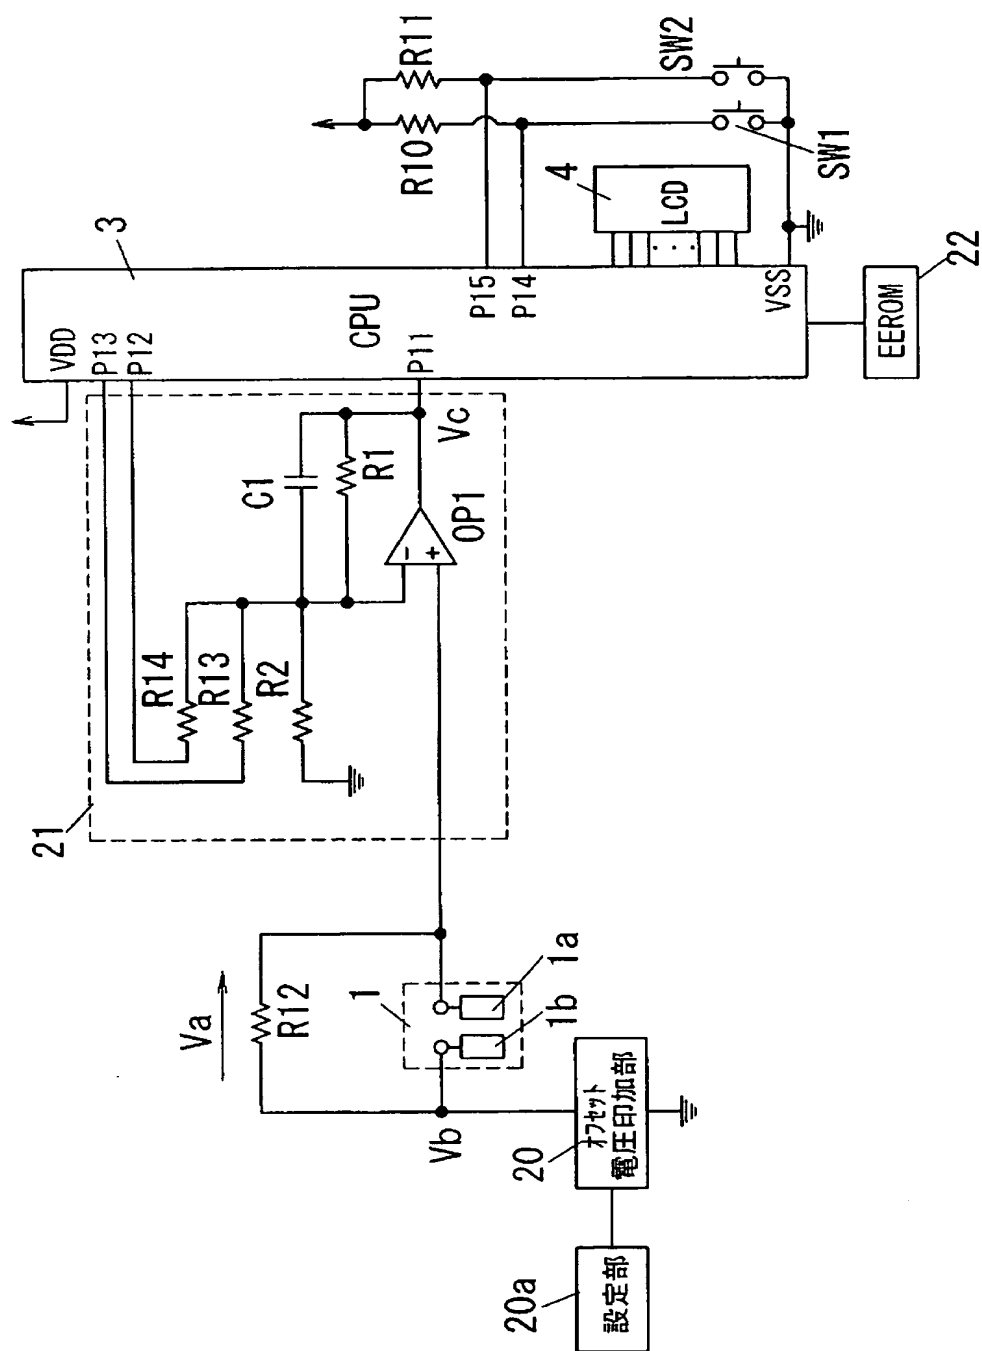 VDD
P13
P12
CPU
3
P11
P15
P14
VSS
R10
R11
SW1
SW2
4
LCD
EEROM
22
21
R14
R13
R2
C1
R1
Vc
OP1
-
+
Va
R12
1
1a
1b
Vb
20
オフセット
電圧印加部
20a
設定部